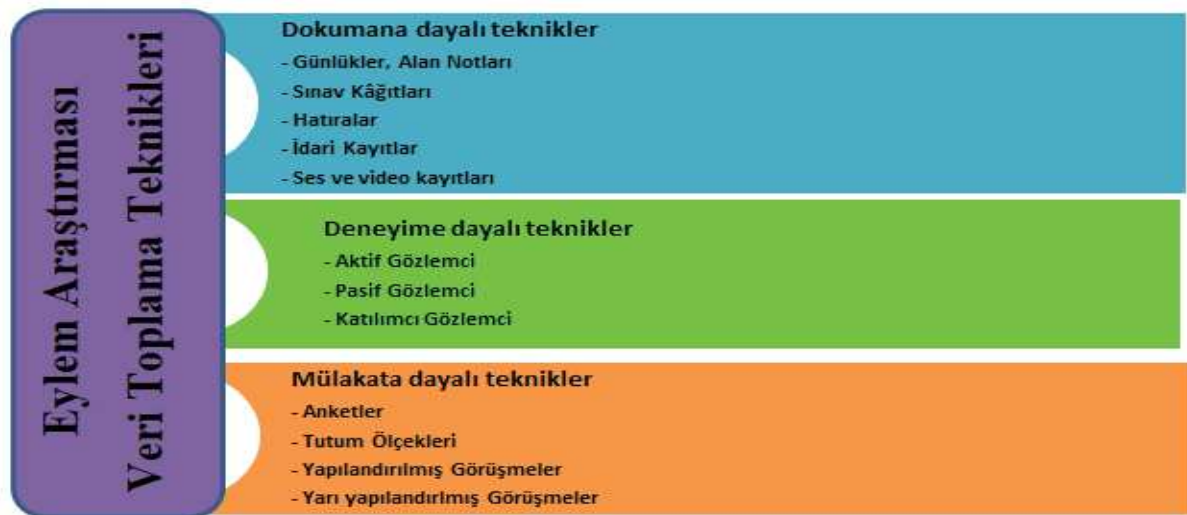 Eylem Araştırması
Veri Toplama Teknikleri
Dokumana dayalı teknikler
- Günlükler, Alan Notları
- Sınav Kâğıtları
- Hatıralar
- İdari Kayıtlar
- Ses ve video kayıtları
Deneyime dayalı teknikler
- Aktif Gözlemci
- Pasif Gözlemci
- Katılımcı Gözlemci
Mülakata dayalı teknikler
- Anketler
- Tutum Ölçekleri
- Yapılandırılmış Görüşmeler
- Yarı yapılandırlmış Görüşmeler